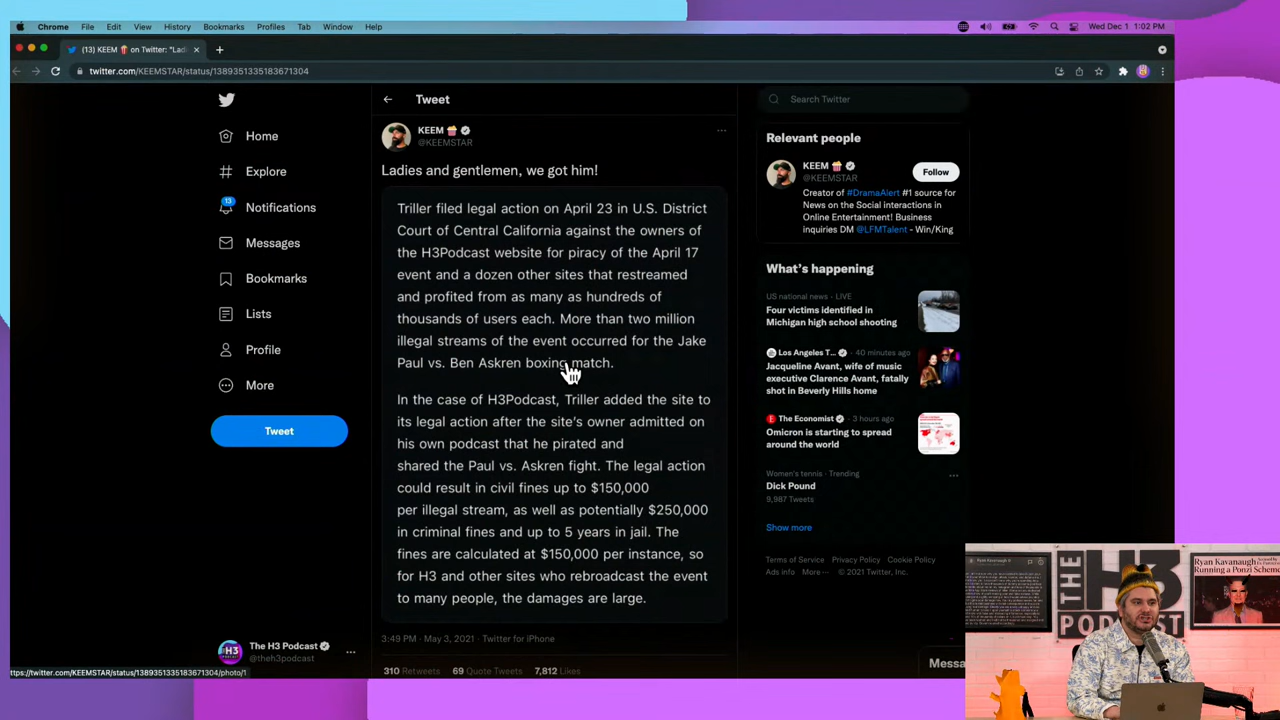 Chrome File Edit View History Bookmarks Profiles Tab Window Help
Wed Dec 1 1:02 PM
(13) KEEM 🍿 on Twitter: "Ladi
twitter.com/KEEMSTAR/status/1389351335183671304
Home
Explore
13
Notifications
Messages
Bookmarks
Lists
Profile
More
Tweet
The H3 Podcast
@theh3podcast
ttps://twitter.com/KEEMSTAR/status/1389351335183671304/photo/1
Tweet
KEEM 🍿
@KEEMSTAR
Ladies and gentlemen, we got him!
Triller filed legal action on April 23 in U.S. District
Court of Central California against the owners of
the H3Podcast website for piracy of the April 17
event and a dozen other sites that restreamed
and profited from as many as hundreds of
thousands of users each. More than two million
illegal streams of the event occurred for the Jake
Paul vs. Ben Askren boxing match.
In the case of H3Podcast, Triller added the site to
its legal action after the site's owner admitted on
his own podcast that he pirated and
shared the Paul vs. Askren fight. The legal action
could result in civil fines up to $150,000
per illegal stream, as well as potentially $250,000
in criminal fines and up to 5 years in jail. The
fines are calculated at $150,000 per instance, so
for H3 and other sites who rebroadcast the event
to many people, the damages are large.
3:49 PM · May 3, 2021 · Twitter for iPhone
310 Retweets 69 Quote Tweets 7,812 Likes
Search Twitter
Relevant people
KEEM 🍿
@KEEMSTAR
Follow
Creator of #DramaAlert #1 source for
News on the Social interactions in
Online Entertainment! Business
inquiries DM @LFMTalent - Win/King
What's happening
US national news · LIVE
Four victims identified in
Michigan high school shooting
Los Angeles T... · 40 minutes ago
Jacqueline Avant, wife of music
executive Clarence Avant, fatally
shot in Beverly Hills home
The Economist · 3 hours ago
Omicron is starting to spread
around the world
Women's tennis · Trending
Dick Pound
9,987 Tweets
Show more
Terms of Service Privacy Policy Cookie Policy
Ads info More ··· © 2021 Twitter, Inc.
Messa
THE H3
PODCAST
Ryan Kavanaugh
Running a Ponzi Scheme